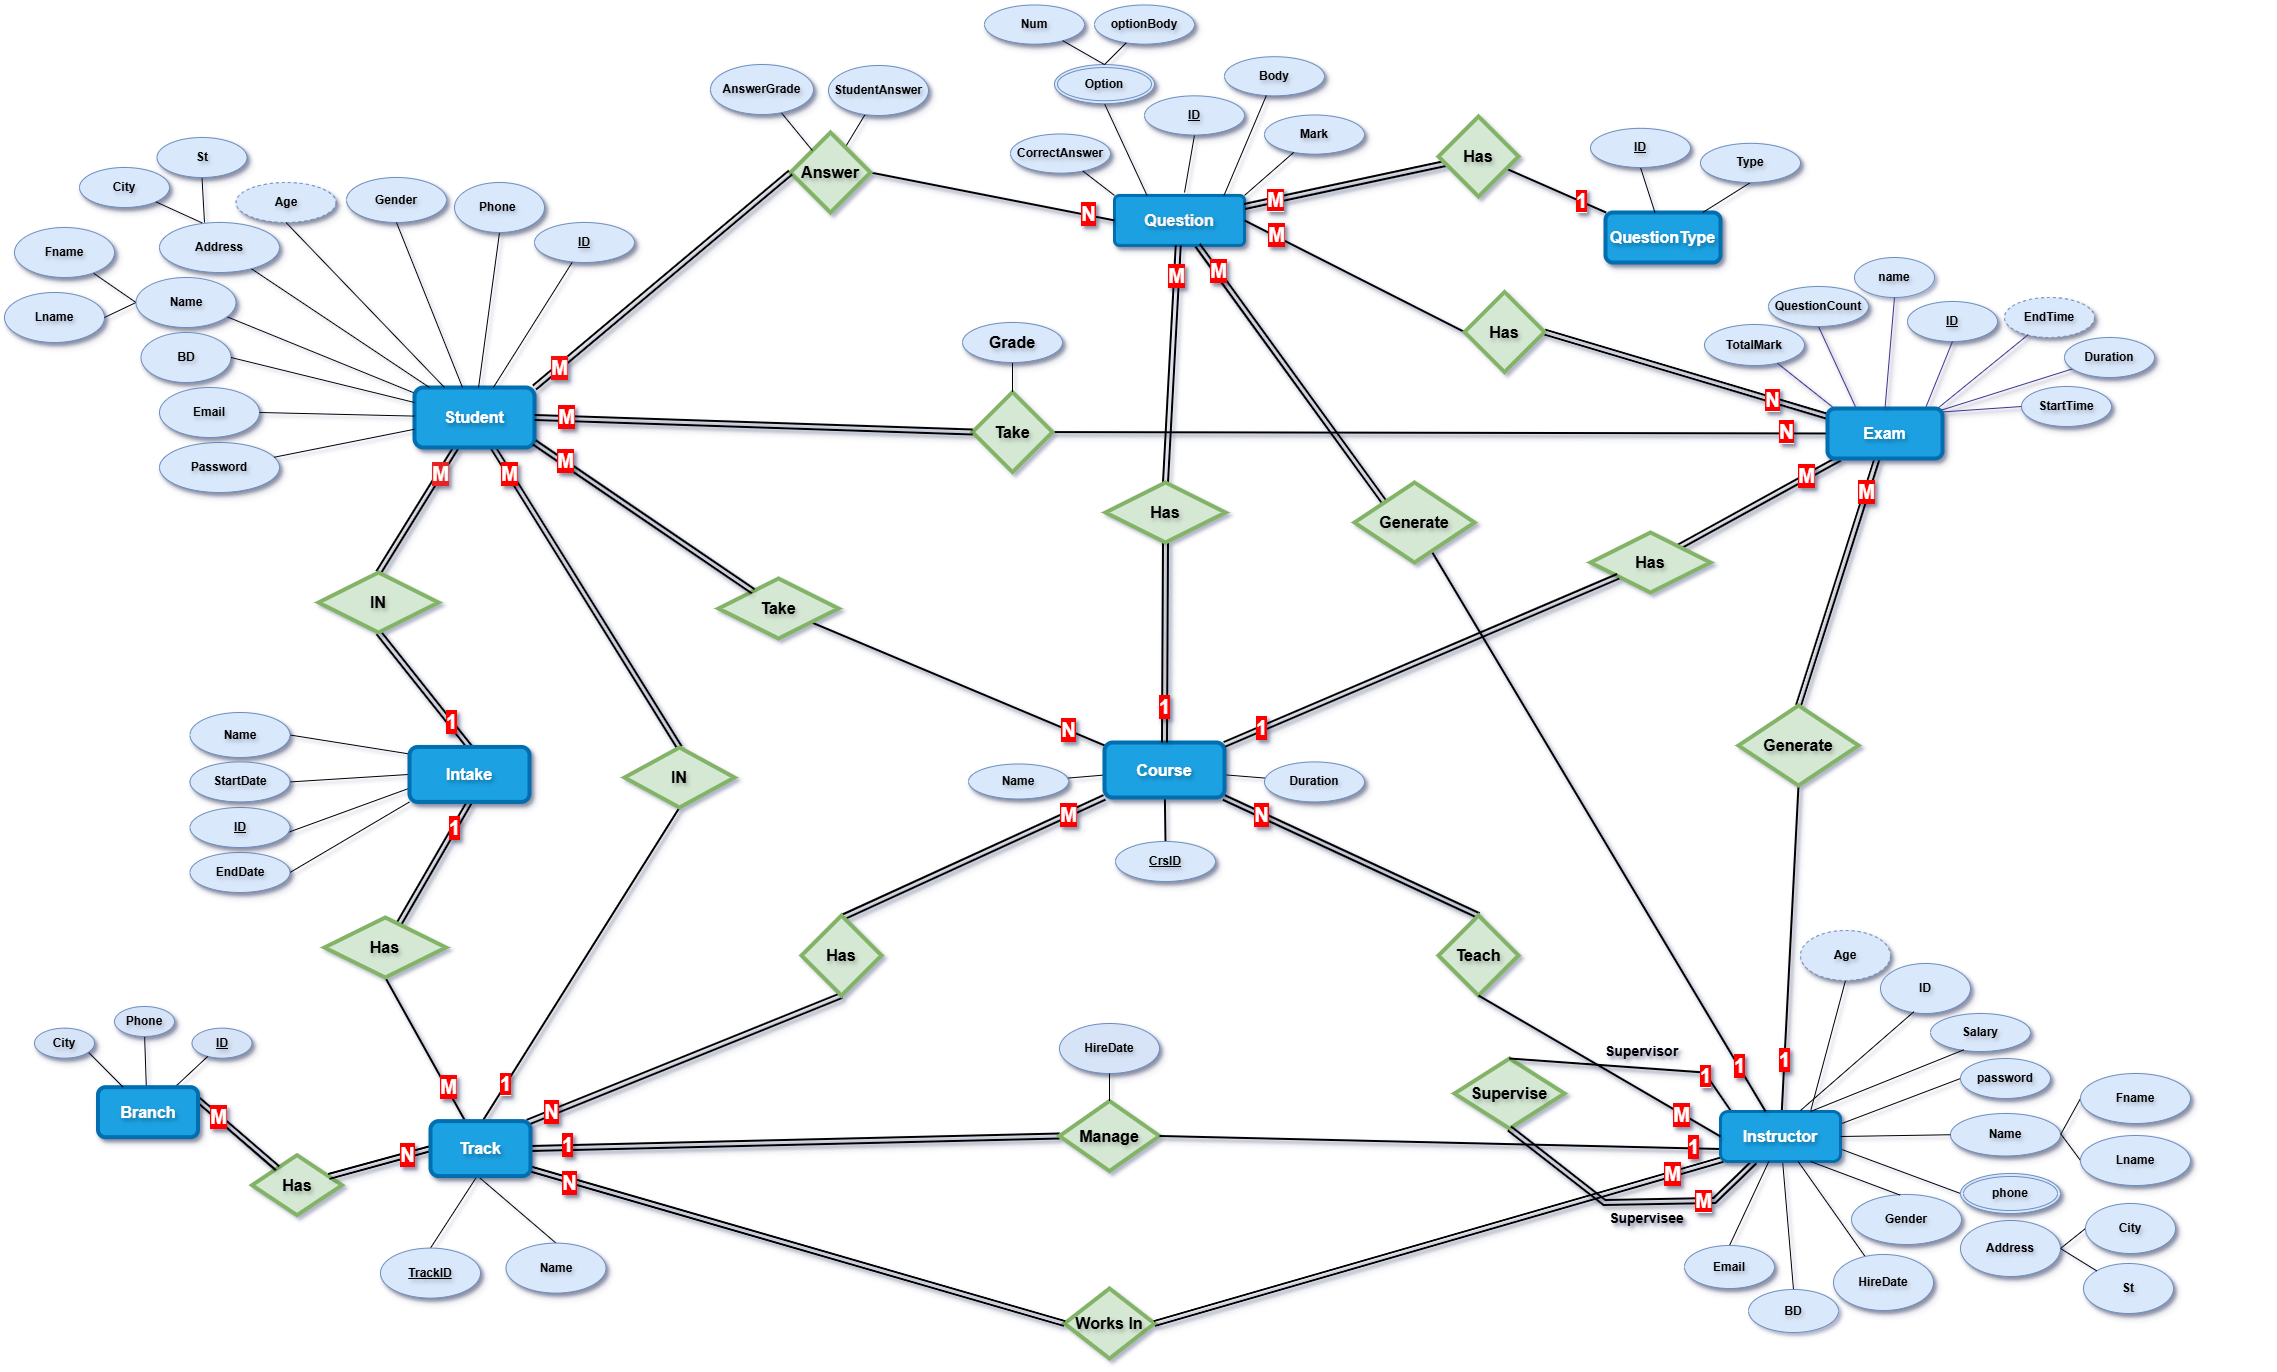 Num
optionBody
Option
Body
ID
Mark
CorrectAnswer
AnswerGrade
StudentAnswer
Answer
M
N
Question
M
Has
1
ID
Type
QuestionType
St
City
Age
Gender
Phone
ID
Address
Fname
Name
Lname
BD
Email
Password
Student
M
M
M
M
M
M
M
M
Has
N
name
QuestionCount
ID
EndTime
TotalMark
Duration
StartTime
Exam
Grade
Take
N
M
M
Has
Generate
Has
IN
Take
1
N
1
1
Generate
IN
Name
StartDate
ID
EndDate
Intake
1
Name
Course
Duration
M
N
CrsID
Has
Has
Teach
M
1
N
City
Phone
ID
Branch
M
Has
N
Track
1
N
TrackID
Name
HireDate
Manage
Works In
Supervisor
1
1
1
Supervise
M
1
M
M
Supervisee
Instructor
Age
ID
Salary
password
Name
Fname
Lname
phone
Gender
Address
City
St
Email
HireDate
BD